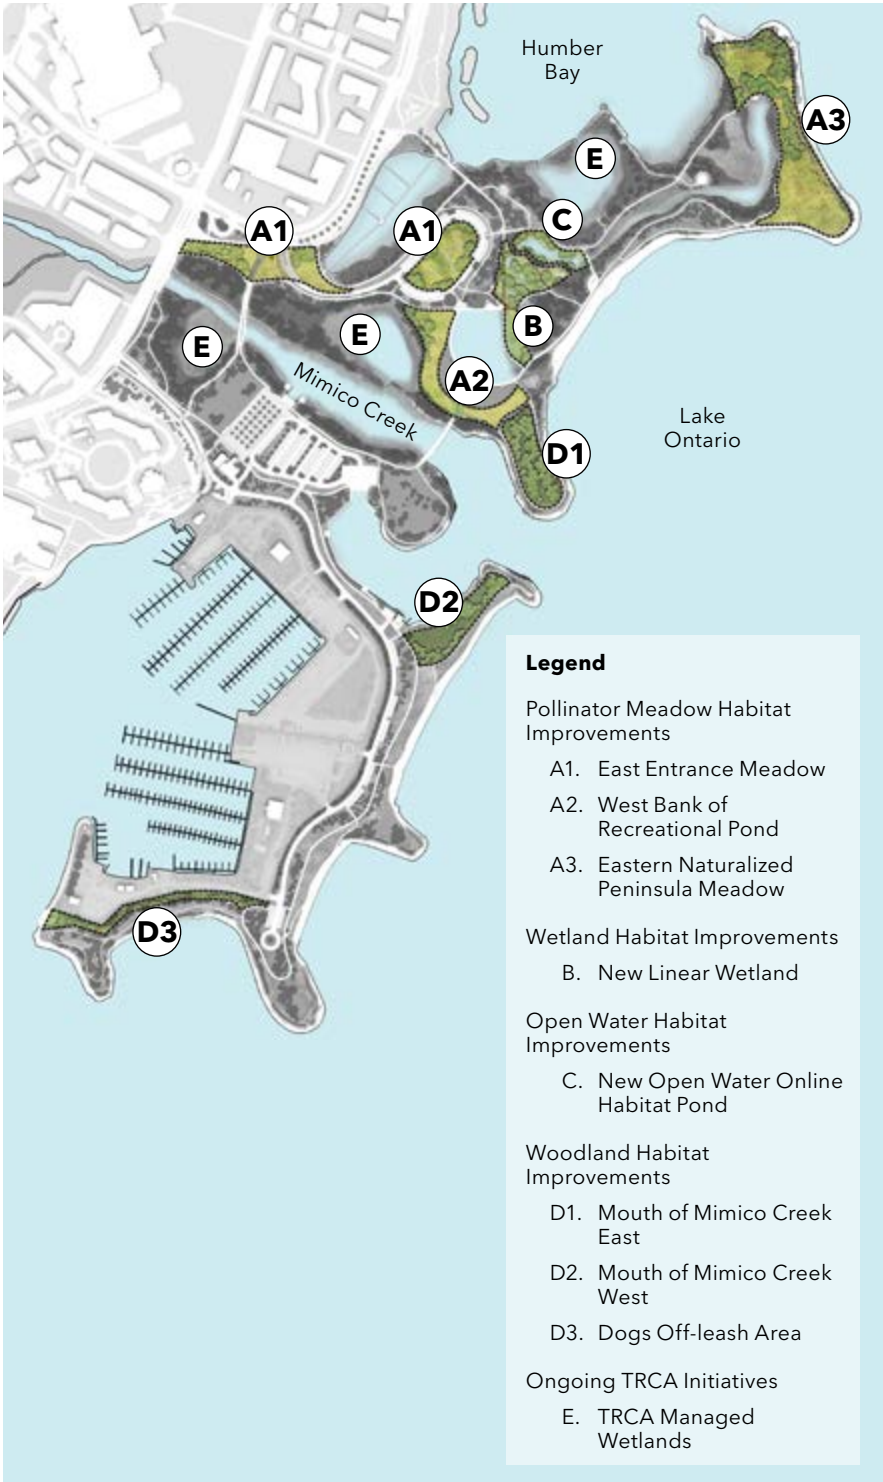 Humber
Bay
A3
E
C
A1
A1
B
E
E
A2
Mimico Creek
Lake
Ontario
D1
D2
D3
Legend
Pollinator Meadow Habitat
Improvements
A1. East Entrance Meadow
A2. West Bank of
Recreational Pond
A3. Eastern Naturalized
Peninsula Meadow
Wetland Habitat Improvements
B. New Linear Wetland
Open Water Habitat
Improvements
C. New Open Water Online
Habitat Pond
Woodland Habitat
Improvements
D1. Mouth of Mimico Creek
East
D2. Mouth of Mimico Creek
West
D3. Dogs Off-leash Area
Ongoing TRCA Initiatives
E. TRCA Managed
Wetlands